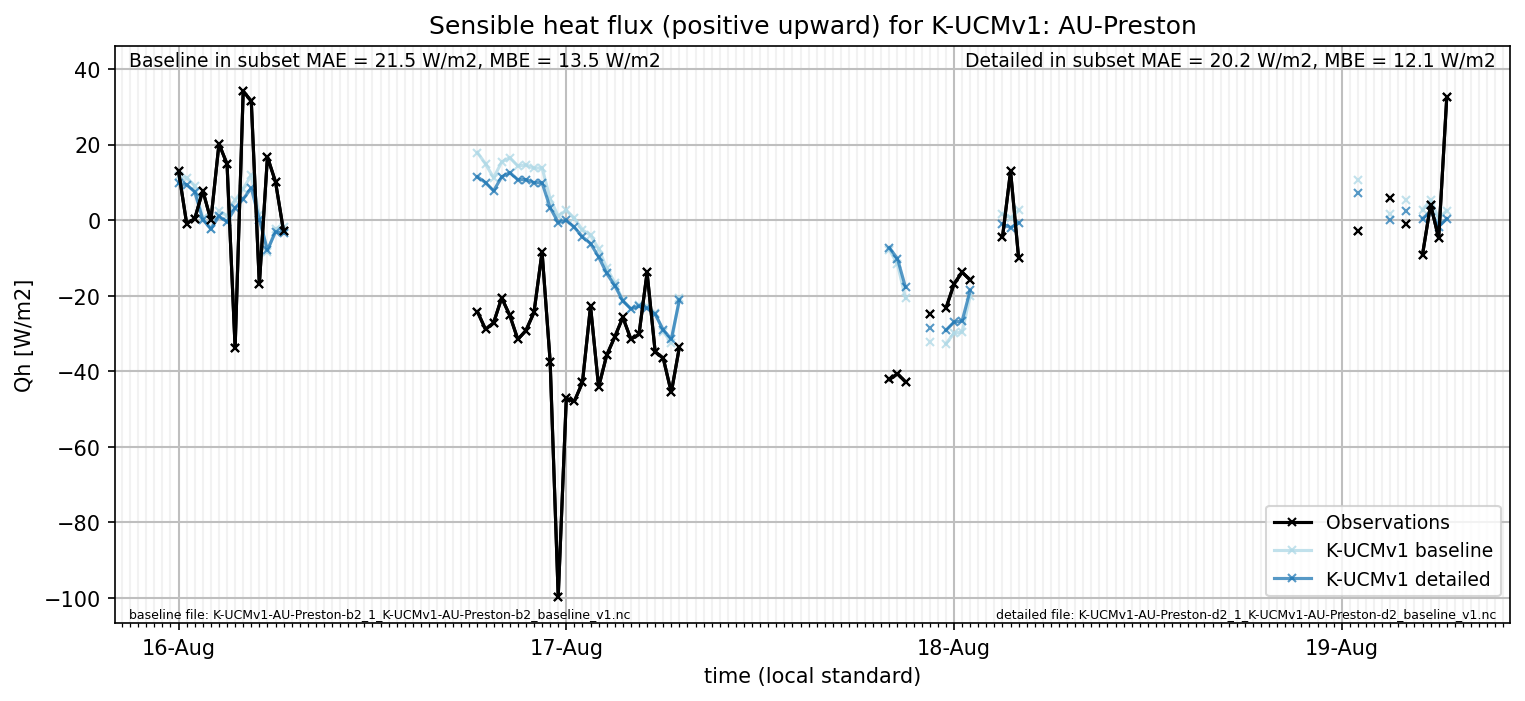 Sensible heat flux (positive upward) for K-UCMv1: AU-Preston
Baseline in subset MAE = 21.5 W/m2, MBE = 13.5 W/m2
Detailed in subset MAE = 20.2 W/m2, MBE = 12.1 W/m2
Qh [W/m2]
40
20
0
−20
−40
−60
−80
−100
Observations
K-UCMv1 baseline
K-UCMv1 detailed
baseline file: K-UCMv1-AU-Preston-b2_1_K-UCMv1-AU-Preston-b2_baseline_v1.nc
detailed file: K-UCMv1-AU-Preston-d2_1_K-UCMv1-AU-Preston-d2_baseline_v1.nc
16-Aug
17-Aug
18-Aug
19-Aug
time (local standard)